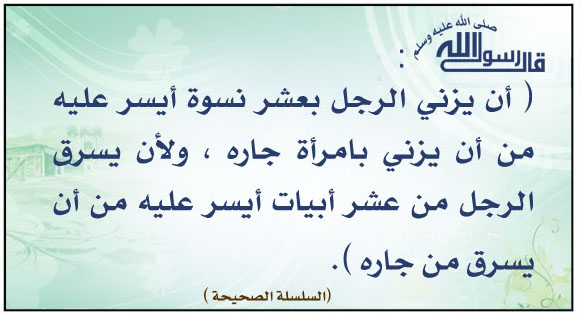 قال رسول الله صلى الله عليه وسلم :
( أن يزني الرجل بعشر نسوة أيسر عليه
من أن يزني بامرأة جاره ، ولأن يسرق
الرجل من عشر أبيات أيسر عليه من أن
يسرق من جاره ).
(السلسلة الصحيحة )